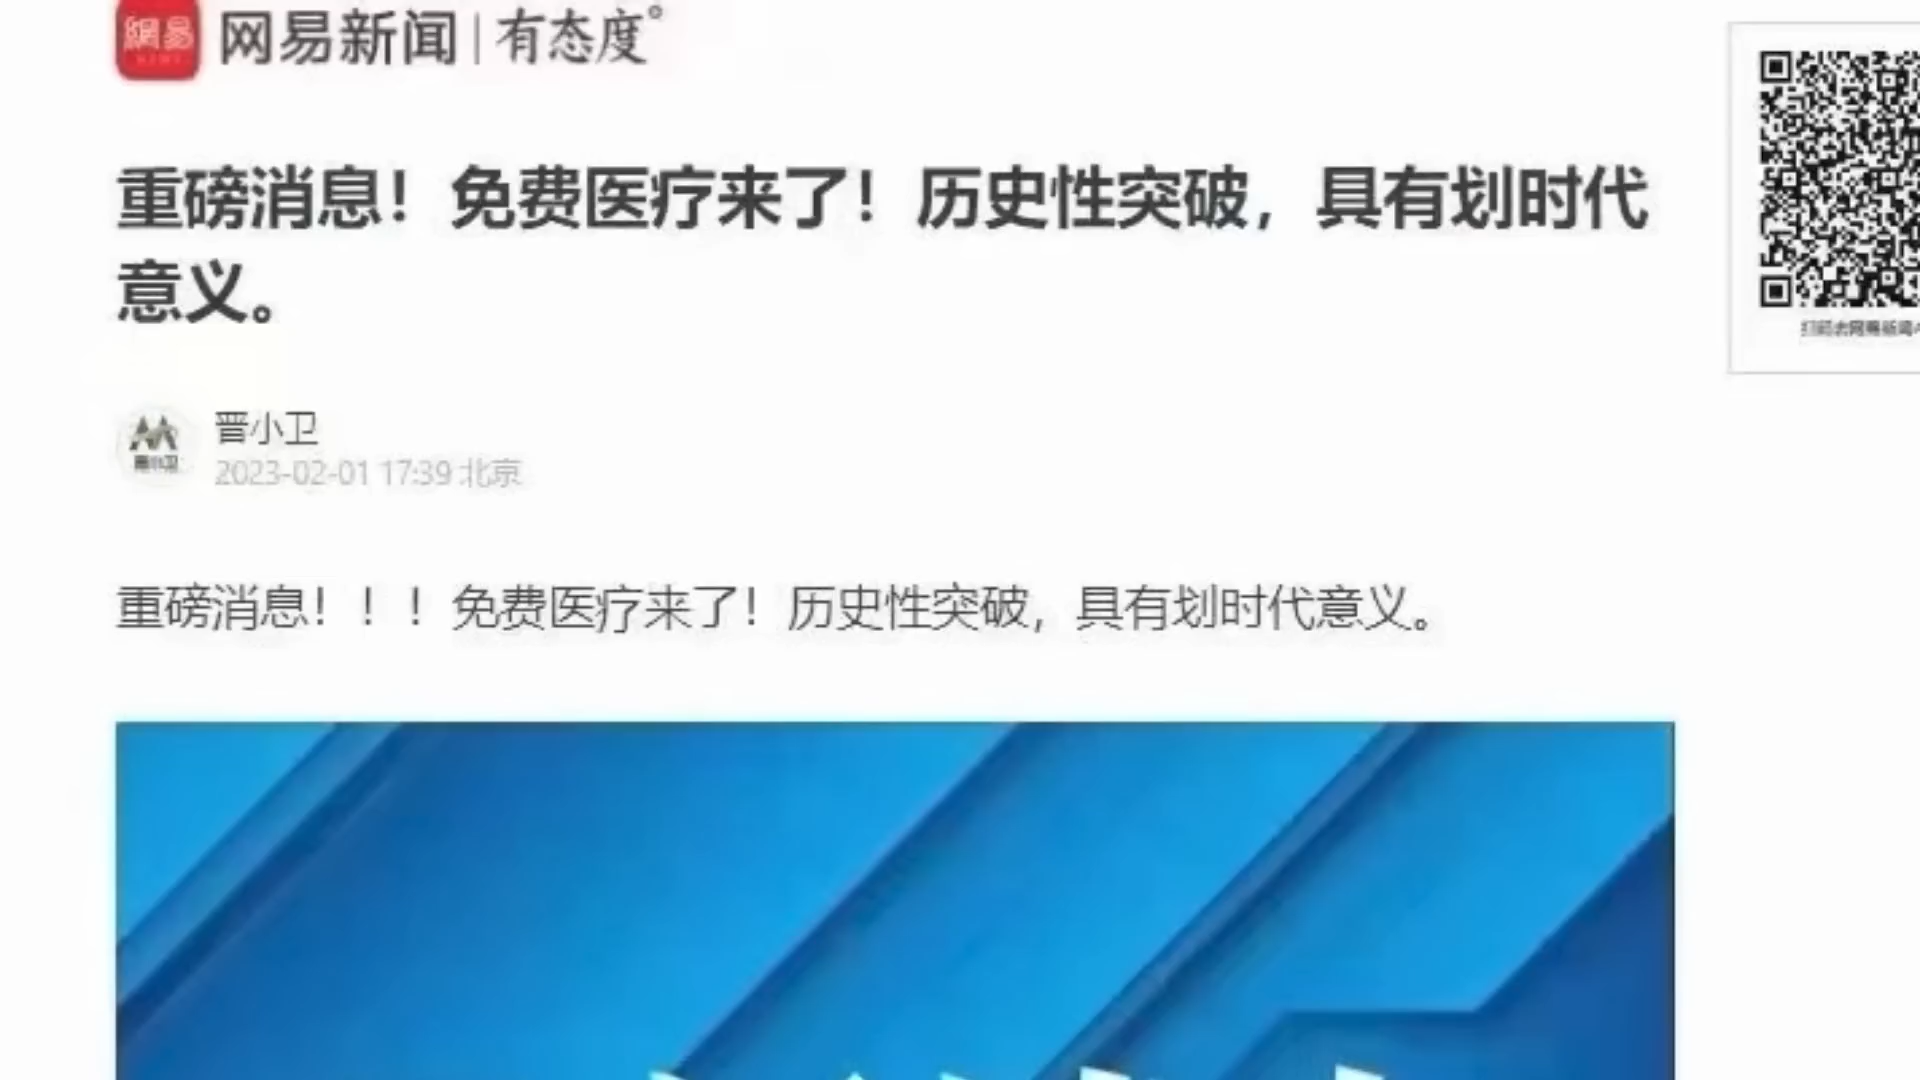 網易
网易新闻 | 有态度°
重磅消息！免费医疗来了！历史性突破，具有划时代
意义。
晋小卫
2023-02-01 17:39 北京
重磅消息！！！免费医疗来了！历史性突破，具有划时代意义。